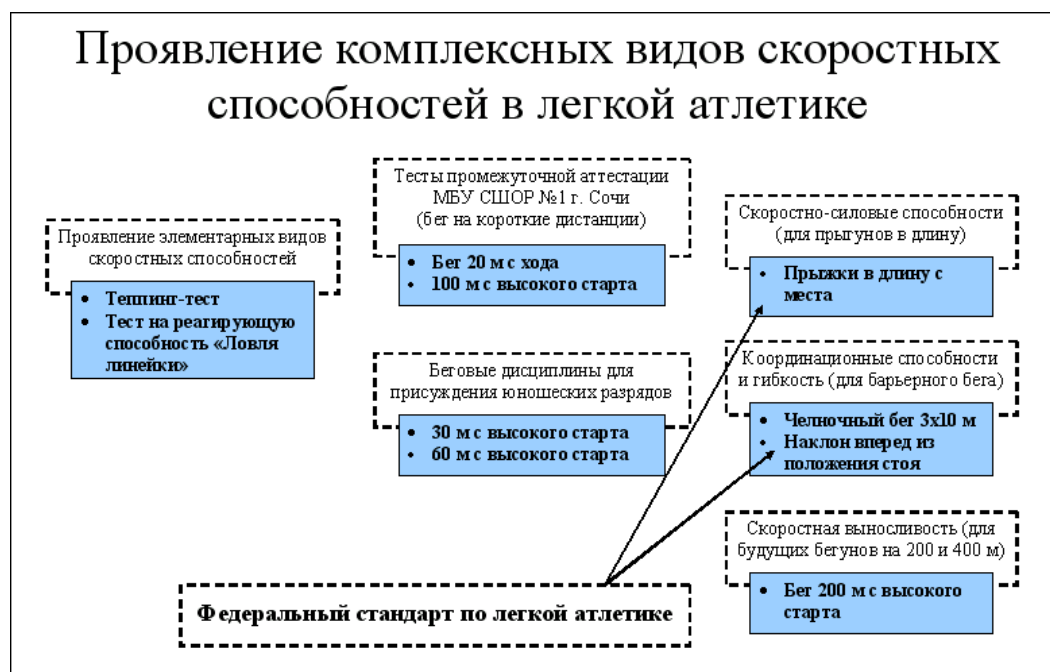 Проявление комплексных видов скоростных
способностей в легкой атлетике
Проявление элементарных видов
скоростных способностей
• Теппинг-тест
• Тест на реагирующую
способность «Ловля
линейки»
Тесты промежуточной аттестации
МБУ СШОР №1 г. Сочи
(бег на короткие дистанции)
• Бег 20 м с хода
• 100 м с высокого старта
Беговые дисциплины для
присуждения юношеских разрядов
• 30 м с высокого старта
• 60 м с высокого старта
Скоростно-силовые способности
(для прыгунов в длину)
• Прыжки в длину с
места
Координационные способности
и гибкость (для барьерного бега)
• Челночный бег 3х10 м
• Наклон вперед из
положения стоя
Скоростная выносливость (для
будущих бегунов на 200 и 400 м)
• Бег 200 м с высокого
старта
Федеральный стандарт по легкой атлетике